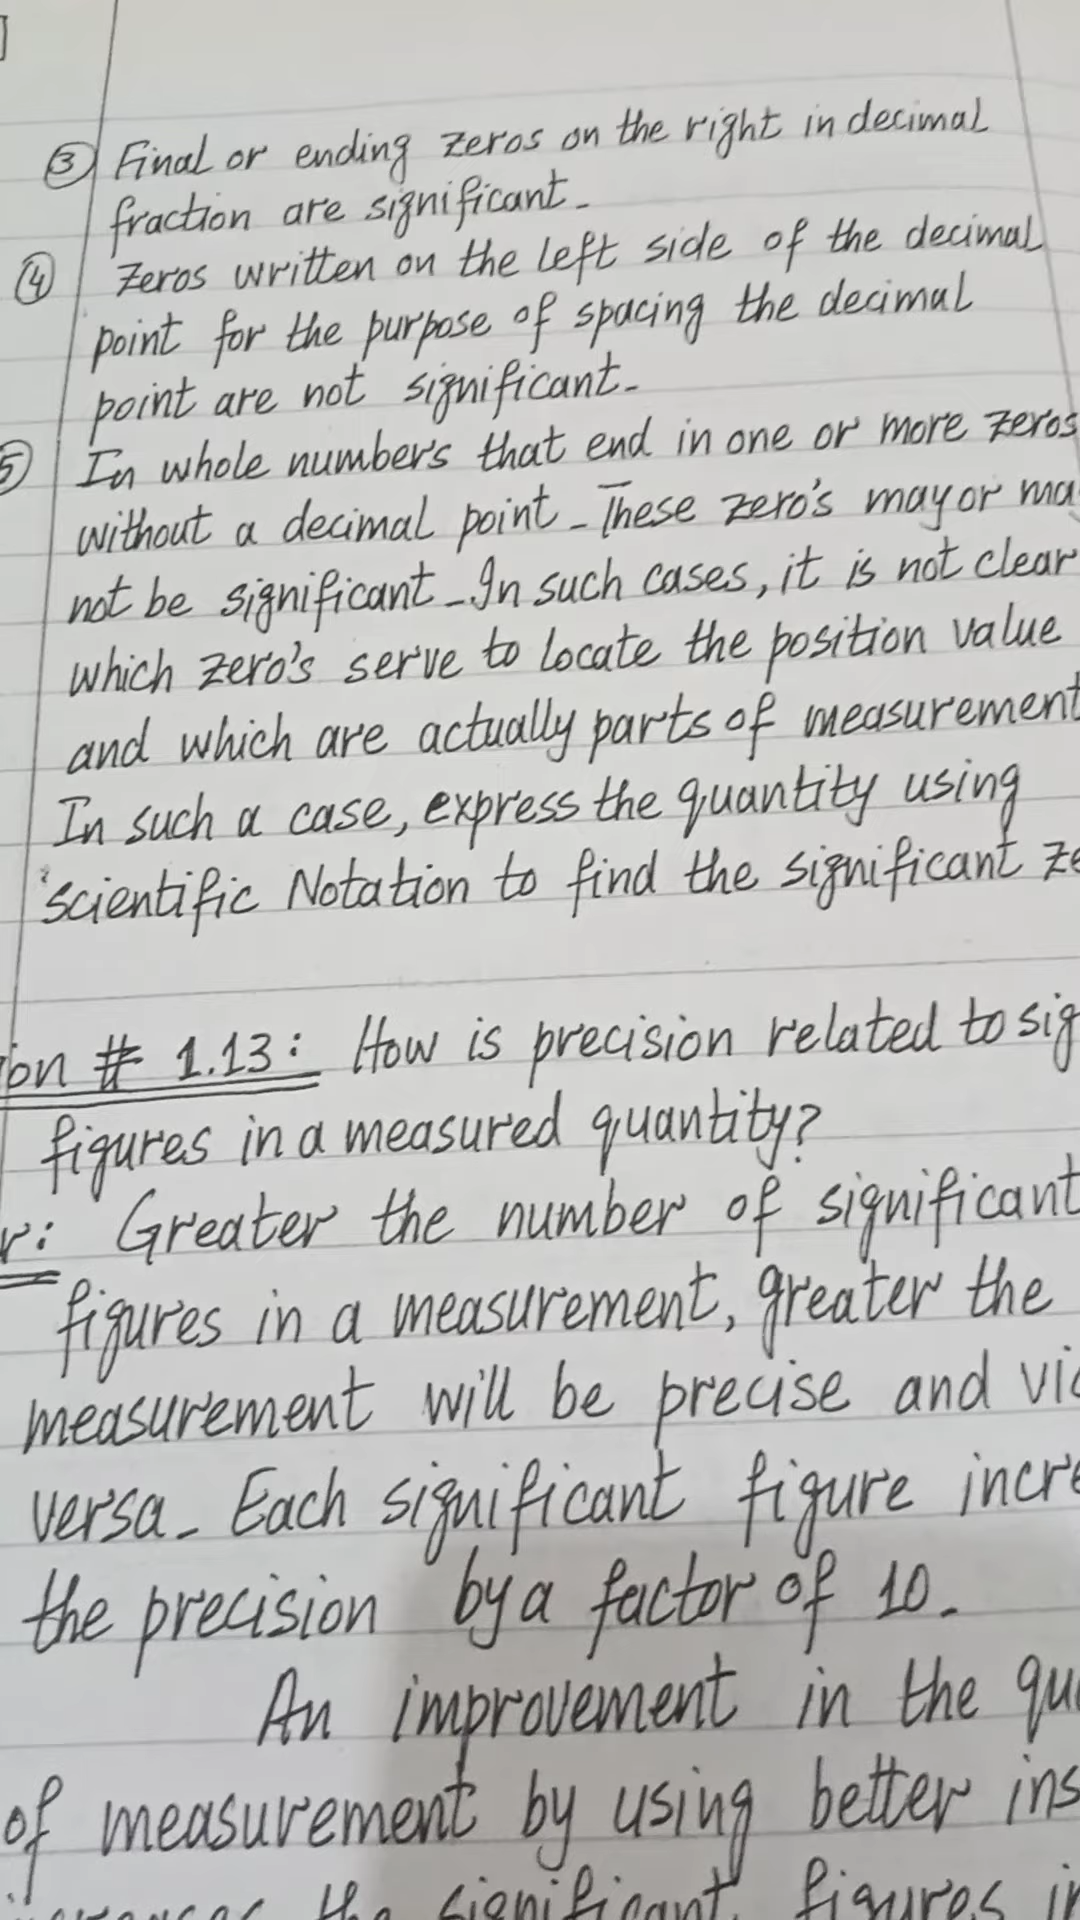 ③ Final or ending zeros on the right in decimal
fraction are significant.
④ Zeros written on the left side of the decimal
point for the purpose of spacing the decimal
point are not significant.
⑤ In whole numbers that end in one or more zeros
without a decimal point. These zero's may or
not be significant. In such cases, it is not clear
which zero's serve to locate the position value
and which are actually parts of measurement
In such a case, express the quantity using
Scientific Notation to find the significant
# 1.13: How is precision related to
figures in a measured quantity?
Greater the number of significant
figures in a measurement, greater the
measurement will be precise and
versa. Each significant figure
the precision by a factor of 10.
An improvement in the
of measurement by using better
the significant figures